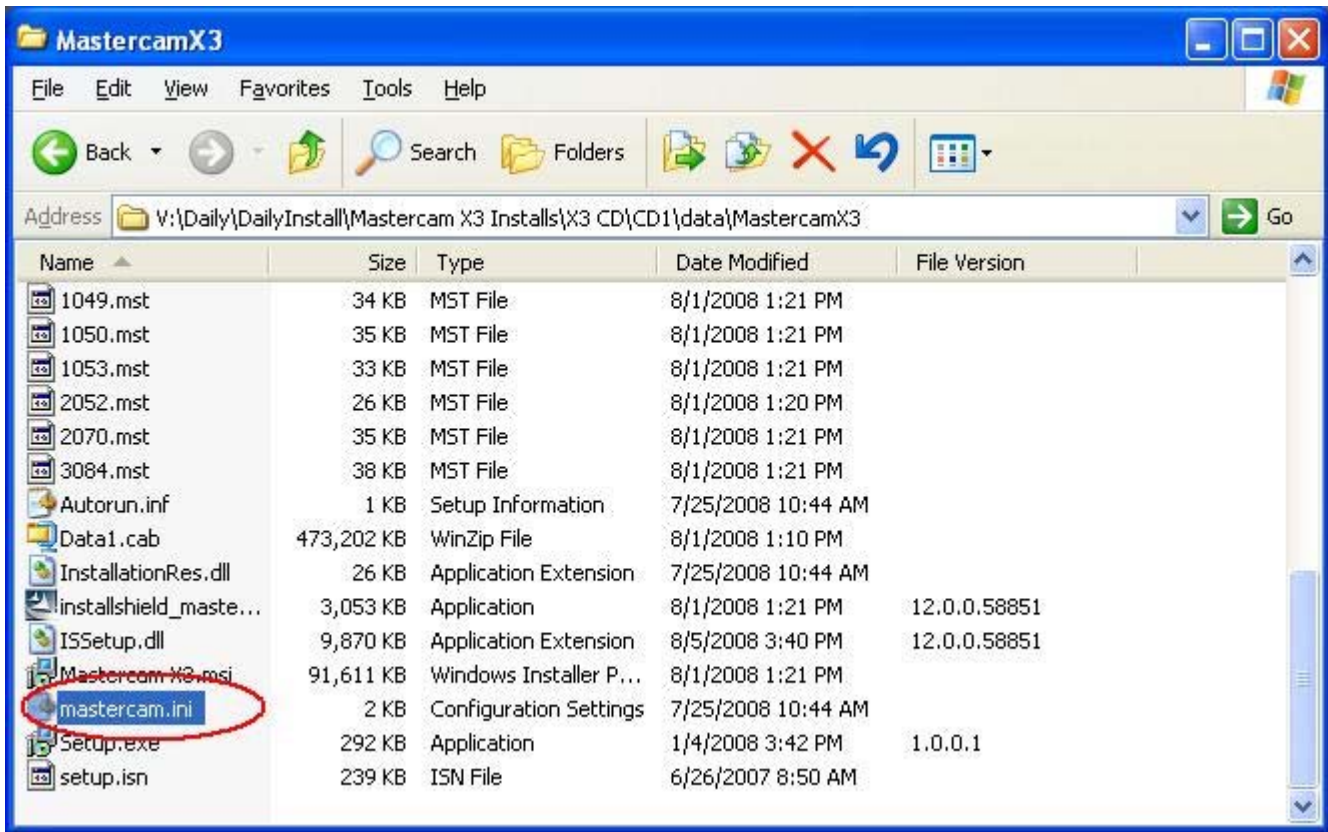 MastercamX3
File Edit View Favorites Tools Help
Back Search Folders
Address V:\Daily\DailyInstall\Mastercam X3 Installs\X3 CD\CD1\data\MastercamX3 Go
Name Size Type Date Modified File Version
1049.mst 34 KB MST File 8/1/2008 1:21 PM
1050.mst 35 KB MST File 8/1/2008 1:21 PM
1053.mst 33 KB MST File 8/1/2008 1:21 PM
2052.mst 26 KB MST File 8/1/2008 1:20 PM
2070.mst 35 KB MST File 8/1/2008 1:21 PM
3084.mst 38 KB MST File 8/1/2008 1:21 PM
Autorun.inf 1 KB Setup Information 7/25/2008 10:44 AM
Data1.cab 473,202 KB WinZip File 8/1/2008 1:10 PM
InstallationRes.dll 26 KB Application Extension 7/25/2008 10:44 AM
installshield_maste... 3,053 KB Application 8/1/2008 1:21 PM 12.0.0.58851
ISSetup.dll 9,870 KB Application Extension 8/5/2008 3:40 PM 12.0.0.58851
Mastercam X3.msi 91,611 KB Windows Installer P... 8/1/2008 1:21 PM
mastercam.ini 2 KB Configuration Settings 7/25/2008 10:44 AM
Setup.exe 292 KB Application 1/4/2008 3:42 PM 1.0.0.1
setup.isn 239 KB ISN File 6/26/2007 8:50 AM